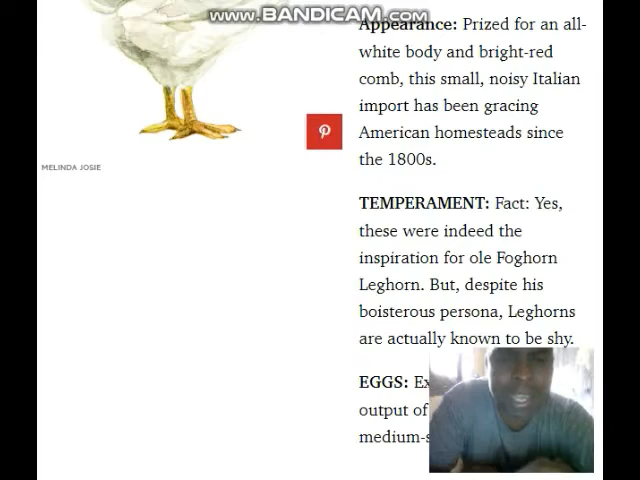 www.BANDICAM.com
Appearance: Prized for an all-
white body and bright-red
comb, this small, noisy Italian
import has been gracing
American homesteads since
the 1800s.
MELINDA JOSIE
TEMPERAMENT: Fact: Yes,
these were indeed the
inspiration for ole Foghorn
Leghorn. But, despite his
boisterous persona, Leghorns
are actually known to be shy.
EGGS:
output of